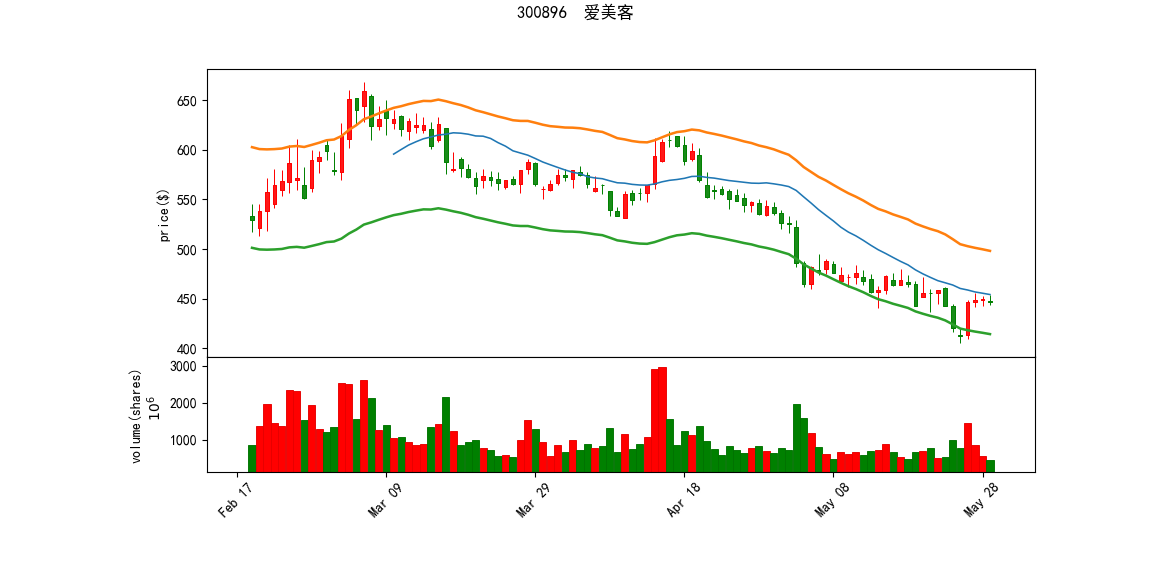 300896 爱美客
price($)
650
600
550
500
450
400
volume(shares)
10^6
3000
2000
1000
Feb 17
Mar 09
Mar 29
Apr 18
May 08
May 28